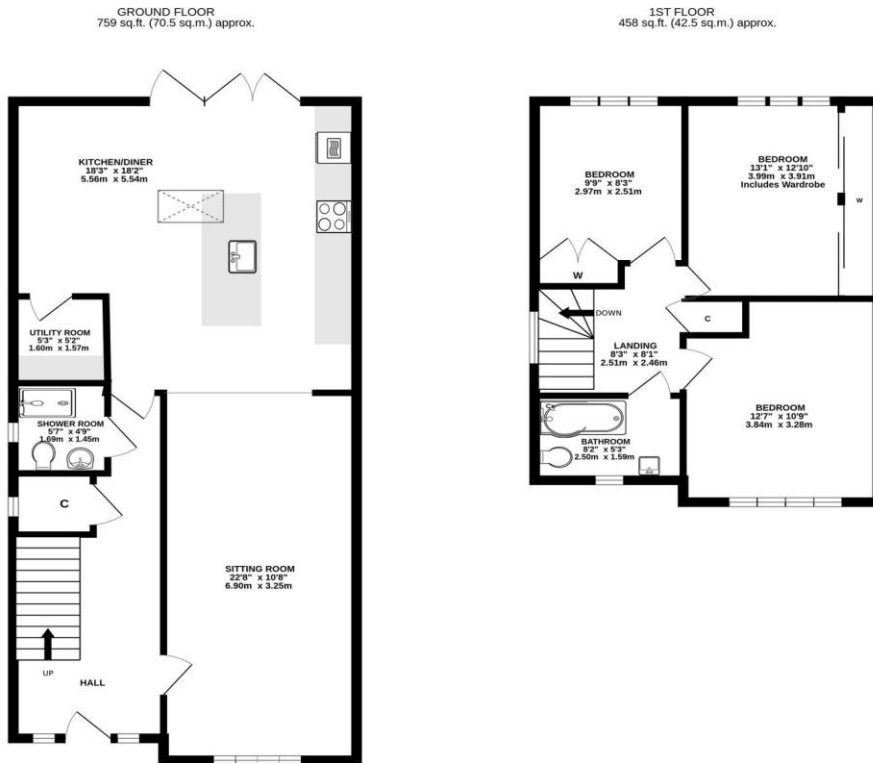 GROUND FLOOR
759 sq.ft. (70.5 sq.m.) approx.
KITCHEN/DINER
18'3" x 18'2"
5.56m x 5.54m
UTILITY ROOM
5'3" x 5'2"
1.60m x 1.57m
SHOWER ROOM
5'7" x 4'9"
1.69m x 1.45m
C
SITTING ROOM
22'8" x 10'8"
6.90m x 3.25m
UP
HALL
1ST FLOOR
458 sq.ft. (42.5 sq.m.) approx.
BEDROOM
9'9" x 8'3"
2.97m x 2.51m
W
BEDROOM
13'1" x 12'10"
3.99m x 3.91m
Includes Wardrobe
W
DOWN
C
LANDING
8'3" x 8'1"
2.51m x 2.46m
BEDROOM
12'7" x 10'9"
3.84m x 3.28m
BATHROOM
8'2" x 5'3"
2.50m x 1.59m